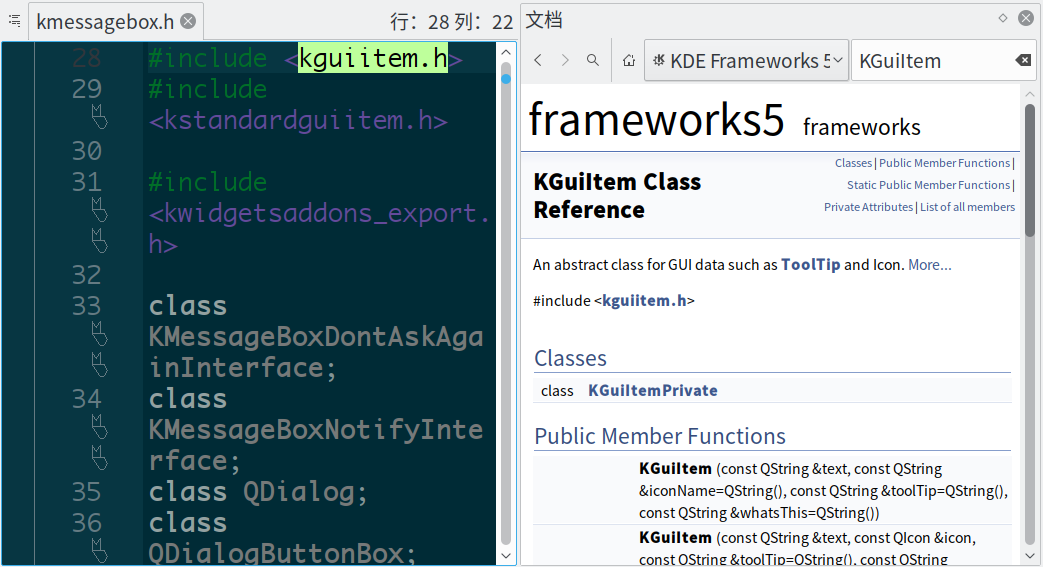 kmessagebox.h
行：28 列：22
28 #include <kguiitem.h>
29 #include
<kstandardguiitem.h>
30
31 #include
<kwidgetsaddons_export.
h>
32
33 class
KMessageBoxDontAskAga
inInterface;
34 class
KMessageBoxNotifyInte
rface;
35 class QDialog;
36 class
QDialogButtonBox;
文档
KDE Frameworks 5
KGuiItem
frameworks5 frameworks
Classes | Public Member Functions |
Static Public Member Functions |
Private Attributes | List of all members
KGuiItem Class
Reference
An abstract class for GUI data such as ToolTip and Icon. More...
#include <kguiitem.h>
Classes
class KGuiItemPrivate
Public Member Functions
KGuiItem (const QString &text, const QString
&iconName=QString(), const QString &toolTip=QString(),
const QString &whatsThis=QString())
KGuiItem (const QString &text, const QIcon &icon,
const QString &toolTip=QString(), const QString